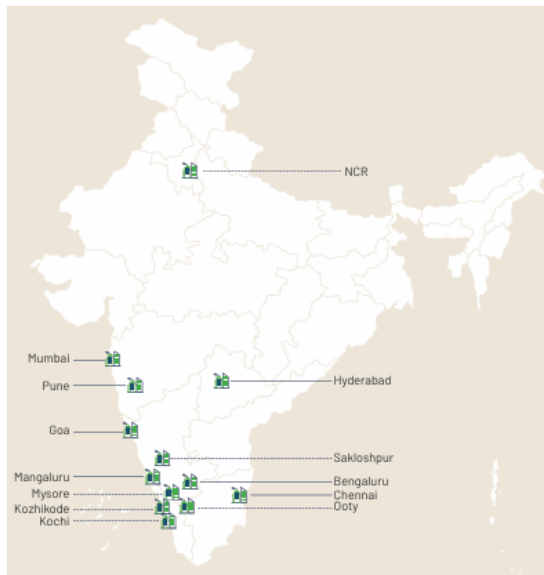 NCR
Mumbai
Hyderabad
Pune
Goa
Sakloshpur
Mangaluru
Bengaluru
Mysore
Chennai
Kozhikode
Ooty
Kochi